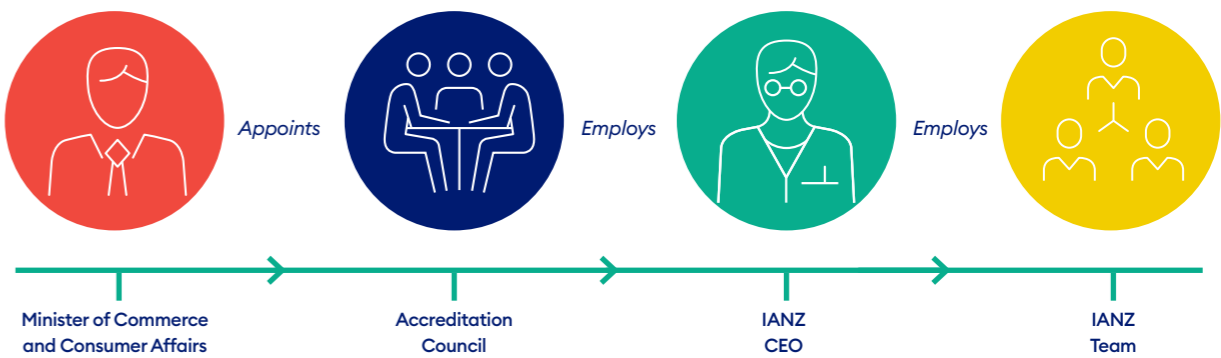 Appoints
Employs
Employs
Minister of Commerce
and Consumer Affairs
Accreditation
Council
IANZ
CEO
IANZ
Team